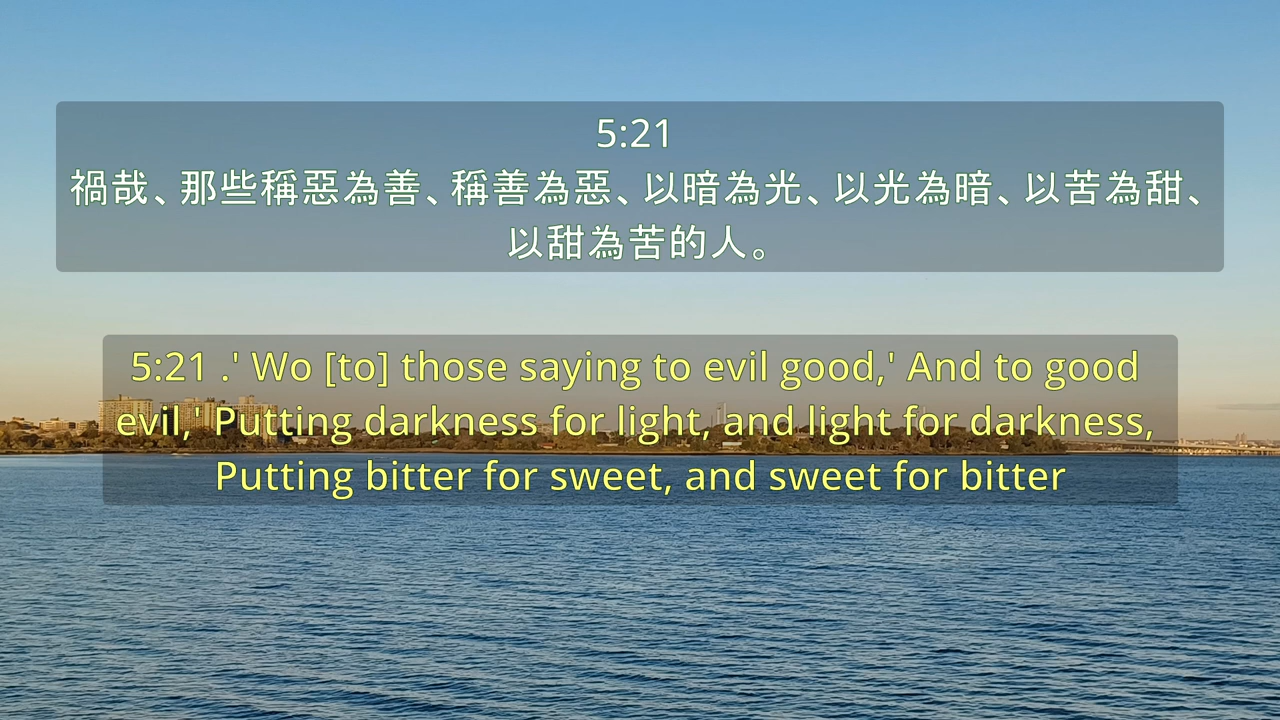 5:21
禍哉、那些稱惡為善、稱善為惡、以暗為光、以光為暗、以苦為甜、
以甜為苦的人。
5:21 .' Wo [to] those saying to evil good,' And to good
evil,' Putting darkness for light, and light for darkness,
Putting bitter for sweet, and sweet for bitter